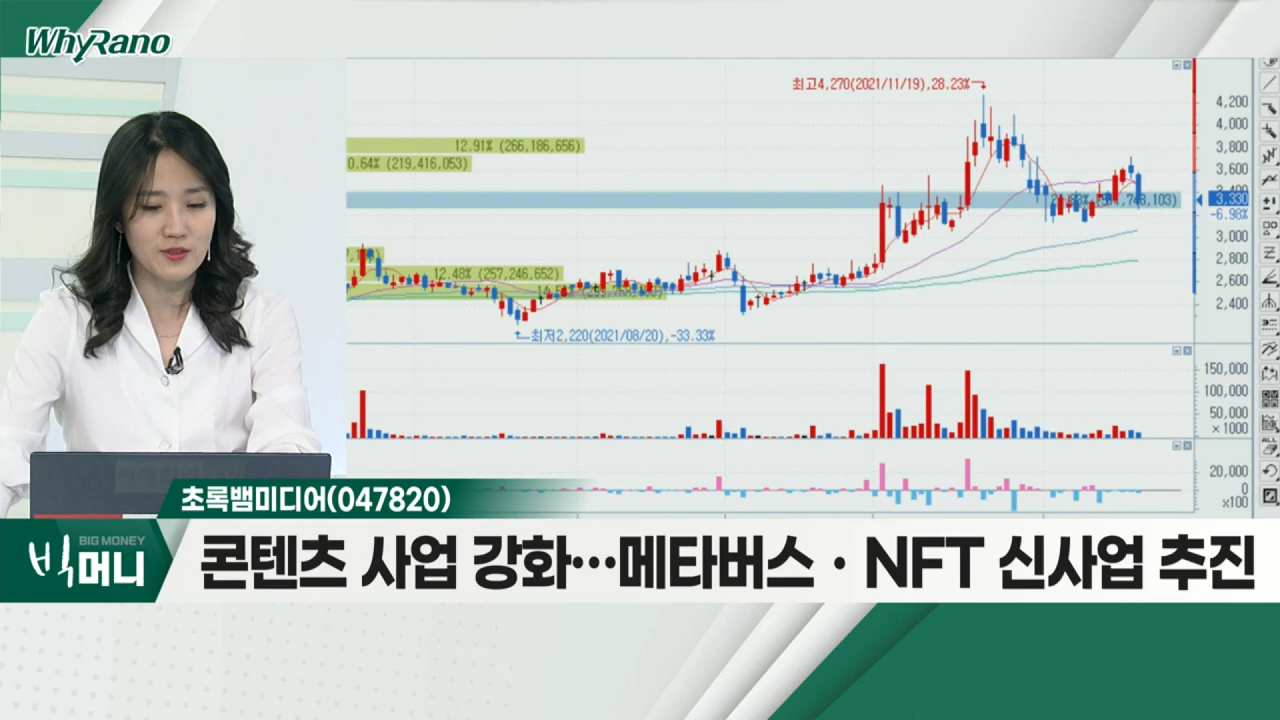 WhyRano
최고4,270(2021/11/19),28.23%
4,200
4,000
12.91% (266,186,656)
3,800
0.64% (219,416,053)
3,600
3,400
3,330
-6.98%
3,000
2,800
12.48% (257,246,652)
2,600
2,400
최저2,220(2021/08/20),-33.33%
150,000
100,000
50,000
×1000
20,000
0
x100
초록뱀미디어(047820)
BIG MONEY
빅머니
콘텐츠 사업 강화…메타버스·NFT 신사업 추진